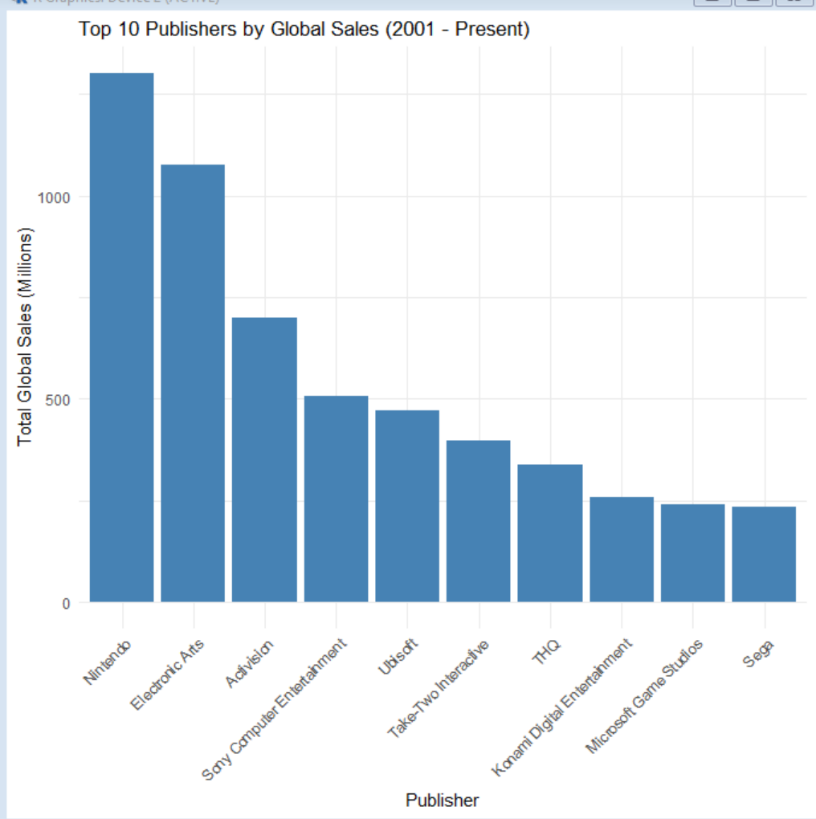 Top 10 Publishers by Global Sales (2001 - Present)
Total Global Sales (Millions)
1000
500
0
Nintendo
Electronic Arts
Activision
Sony Computer Entertainment
Ubisoft
Take-Two Interactive
THQ
Konami Digital Entertainment
Microsoft Game Studios
Sega
Publisher